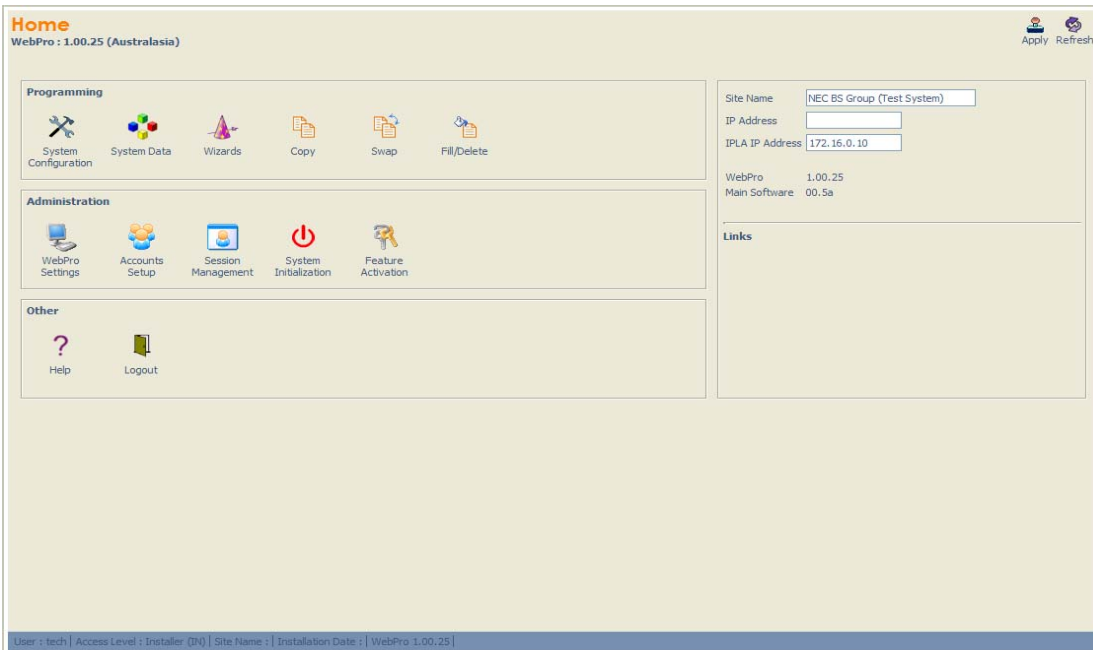 Home
WebPro : 1.00.25 (Australasia)
Apply Refresh
Programming
System Configuration
System Data
Wizards
Copy
Swap
Fill/Delete
Administration
WebPro Settings
Accounts Setup
Session Management
System Initialization
Feature Activation
Other
Help
Logout
Site Name NEC BS Group (Test System)
IP Address
IPLA IP Address 172.16.0.10
WebPro 1.00.25
Main Software 00.5a
Links
User : tech | Access Level : Installer (IN) | Site Name : | Installation Date : | WebPro 1.00.25 |